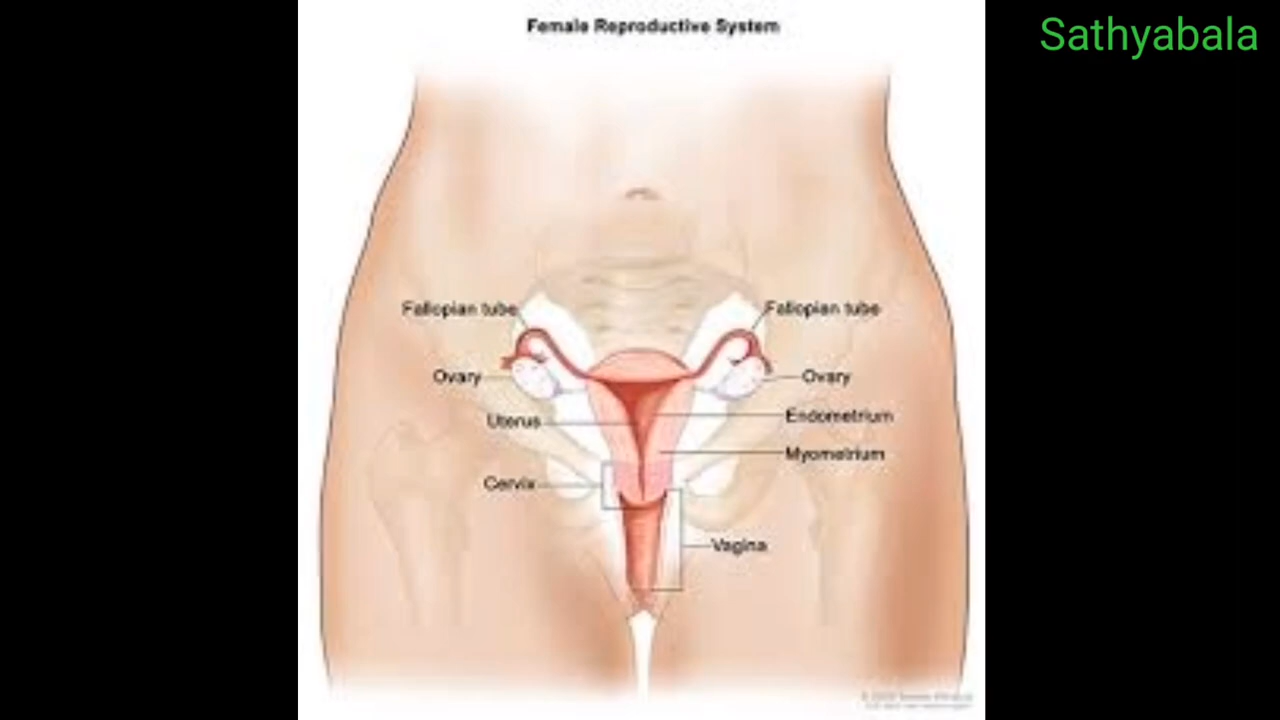 Female Reproductive System
Sathyabala
Fallopian tube
Fallopian tube
Ovary
Ovary
Uterus
Endometrium
Myometrium
Cervix
Vagina